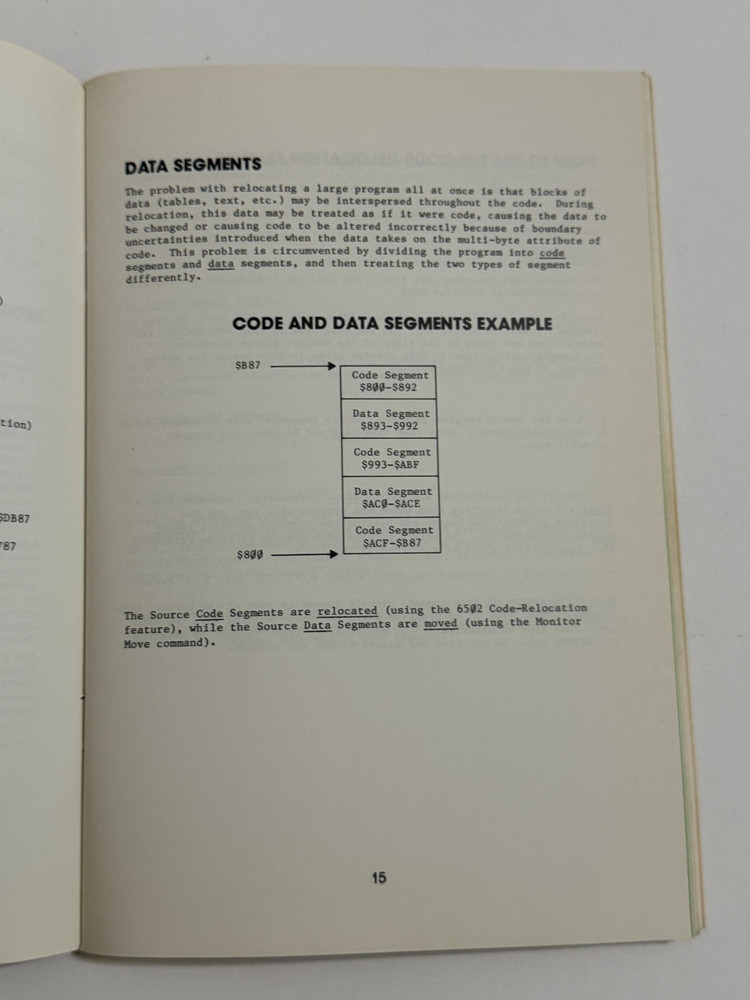 )
tion)
$DB87
87
DATA SEGMENTS
The problem with relocating a large program all at once is that blocks of
data (tables, text, etc.) may be interspersed throughout the code.  During
relocation, this data may be treated as if it were code, causing the data to
be changed or causing code to be altered incorrectly because of boundary
uncertainties introduced when the data takes on the multi-byte attribute of
code.  This problem is circumvented by dividing the program into code
segments and data segments, and then treating the two types of segment
differently.
CODE AND DATA SEGMENTS EXAMPLE
$B87
Code Segment
$800-$892
Data Segment
$893-$992
Code Segment
$993-$ABF
Data Segment
$AC0-$ACE
Code Segment
$ACF-$B87
$800
The Source Code Segments are relocated (using the 6502 Code-Relocation
feature), while the Source Data Segments are moved (using the Monitor
Move command).
15